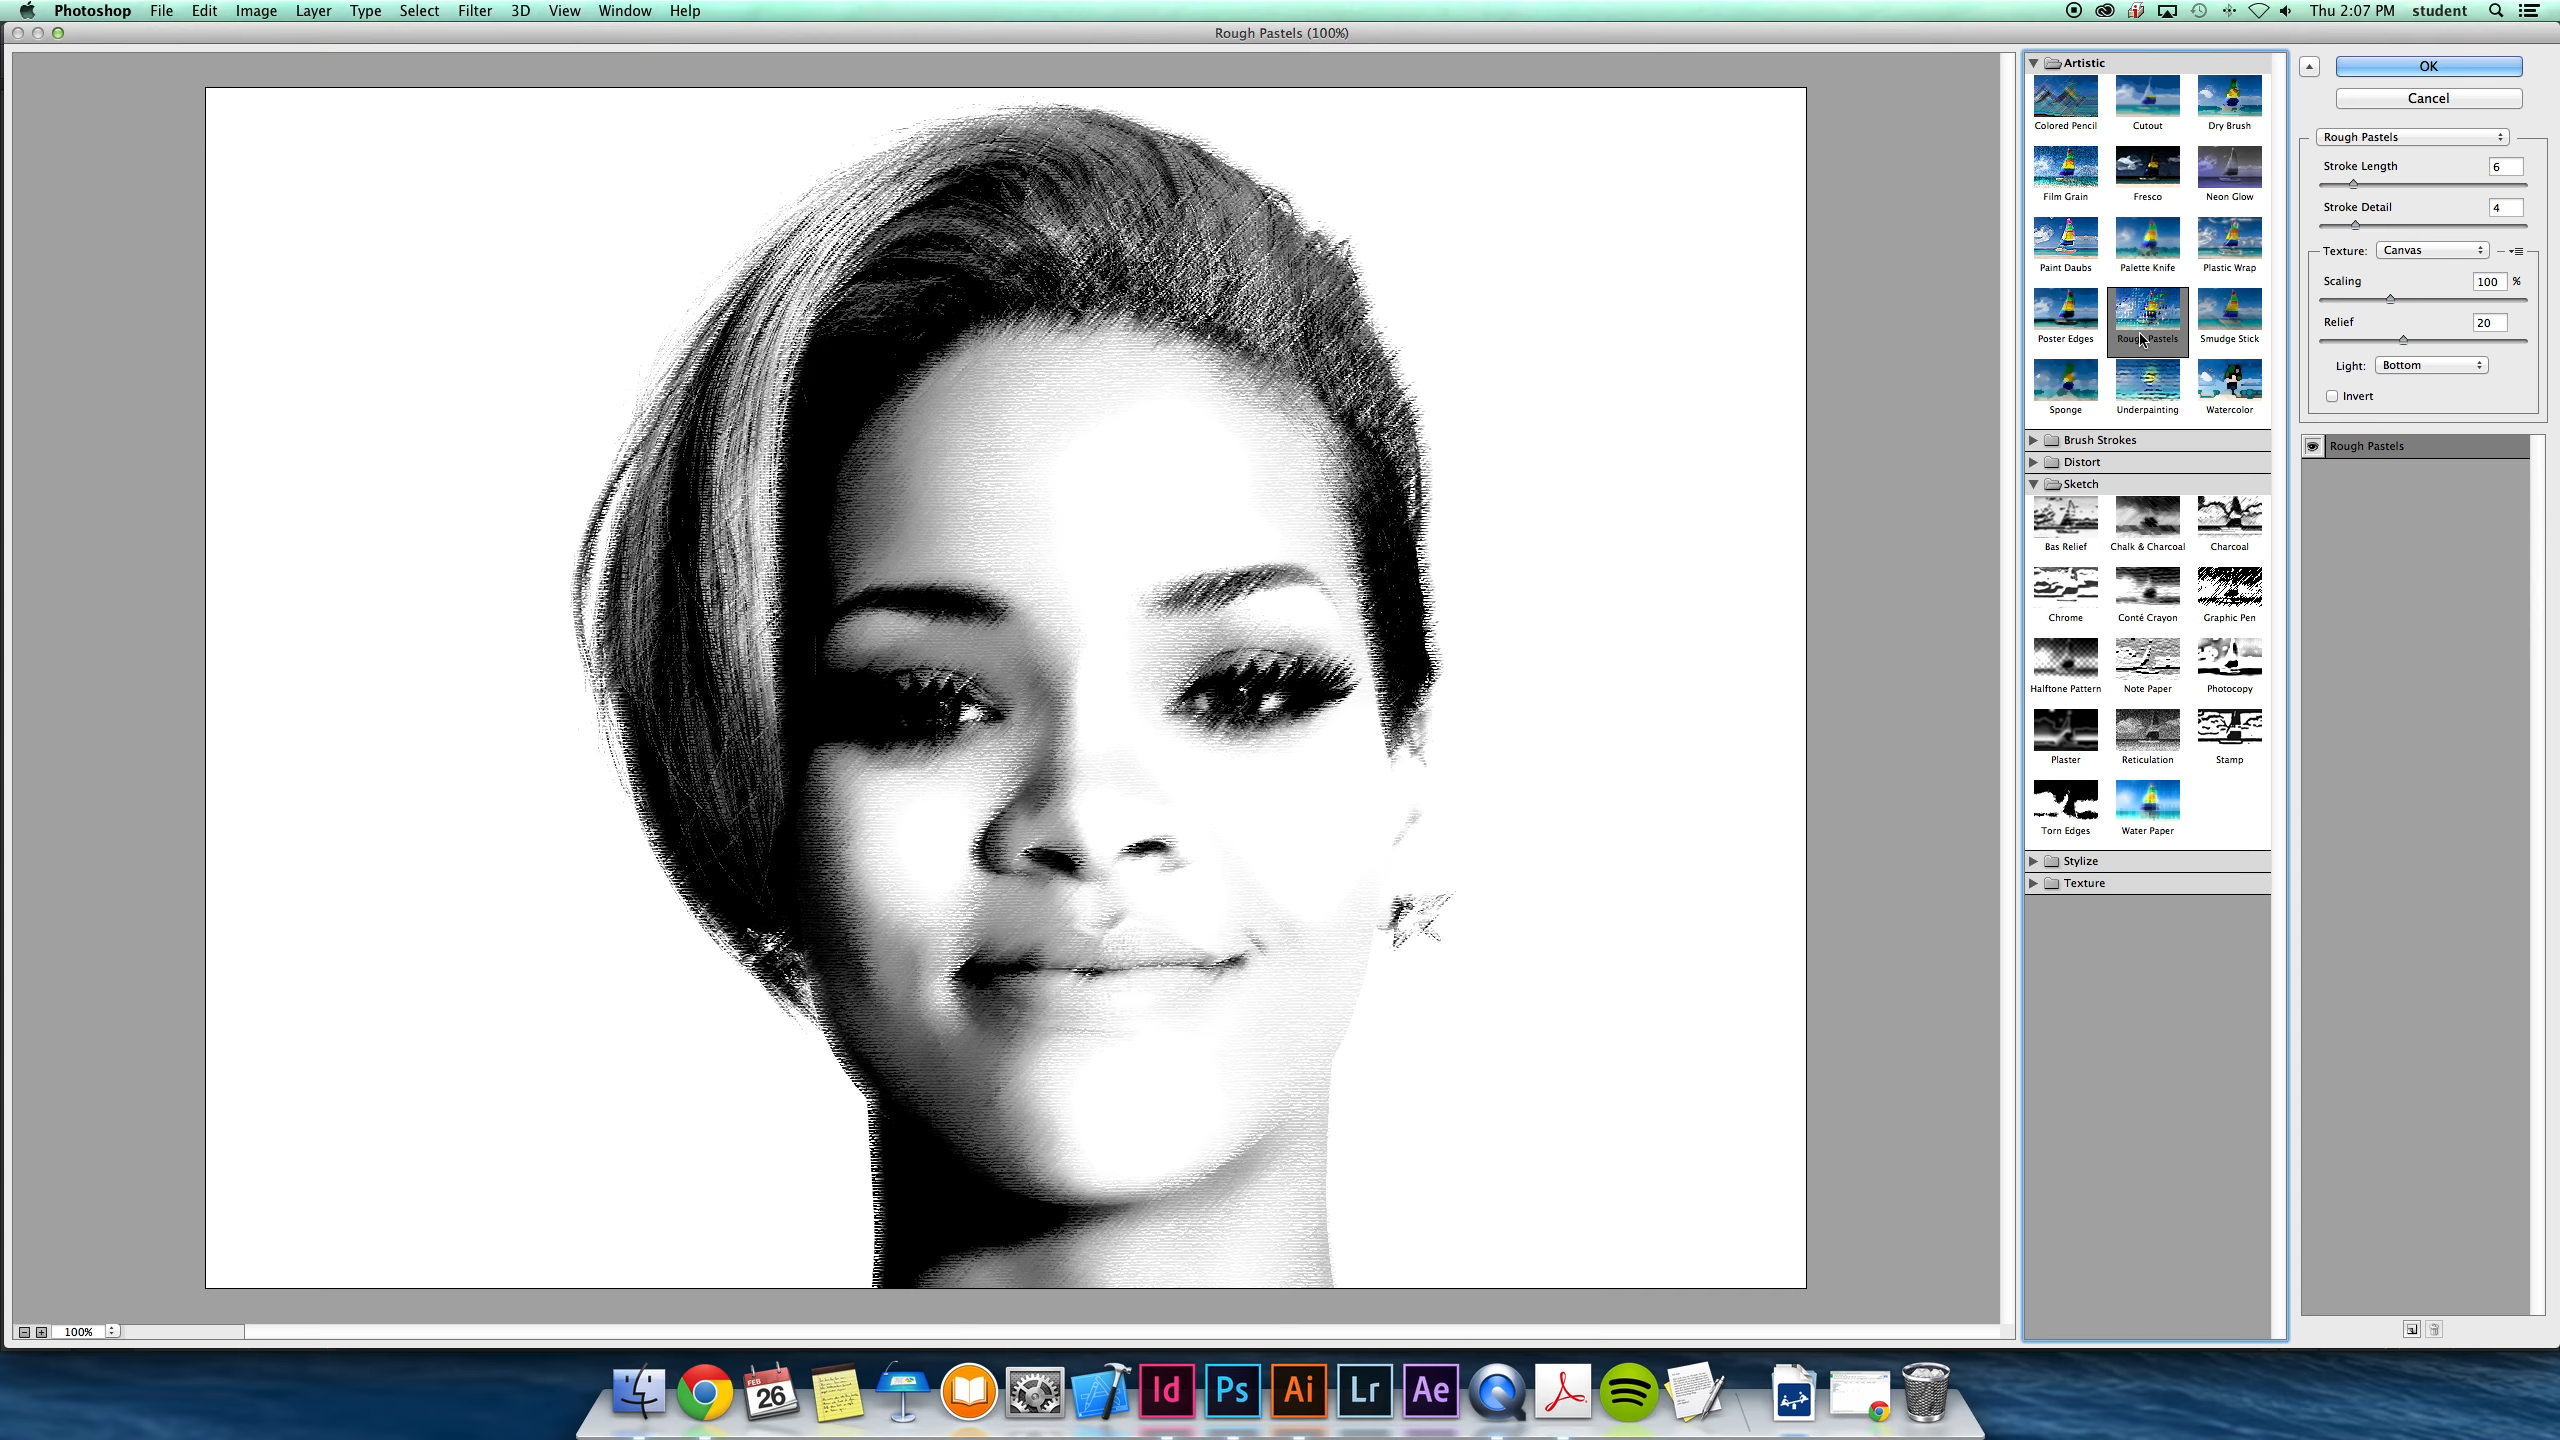 Photoshop File Edit Image Layer Type Select Filter 3D View Window Help Thu 2:07 PM student
Rough Pastels (100%)
Artistic
Colored Pencil Cutout Dry Brush
Film Grain Fresco Neon Glow
Paint Daubs Palette Knife Plastic Wrap
Poster Edges Rough Pastels Smudge Stick
Sponge Underpainting Watercolor
Brush Strokes
Distort
Sketch
Bas Relief Chalk & Charcoal Charcoal
Chrome Conté Crayon Graphic Pen
Halftone Pattern Note Paper Photocopy
Plaster Reticulation Stamp
Torn Edges Water Paper
Stylize
Texture
OK
Cancel
Rough Pastels
Stroke Length 6
Stroke Detail 4
Texture: Canvas
Scaling 100 %
Relief 20
Light: Bottom
Invert
Rough Pastels
100%
FEB
26
Id Ps Ai Lr Ae